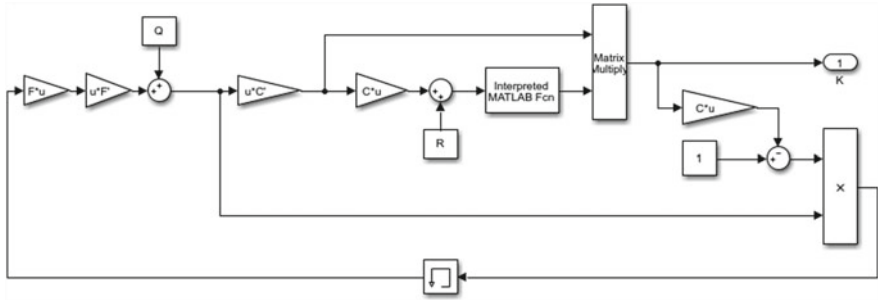 Q
F*u
u*F'
u*C'
C*u
R
Interpreted
MATLAB Fcn
Matrix
Multiply
1
K
C*u
1